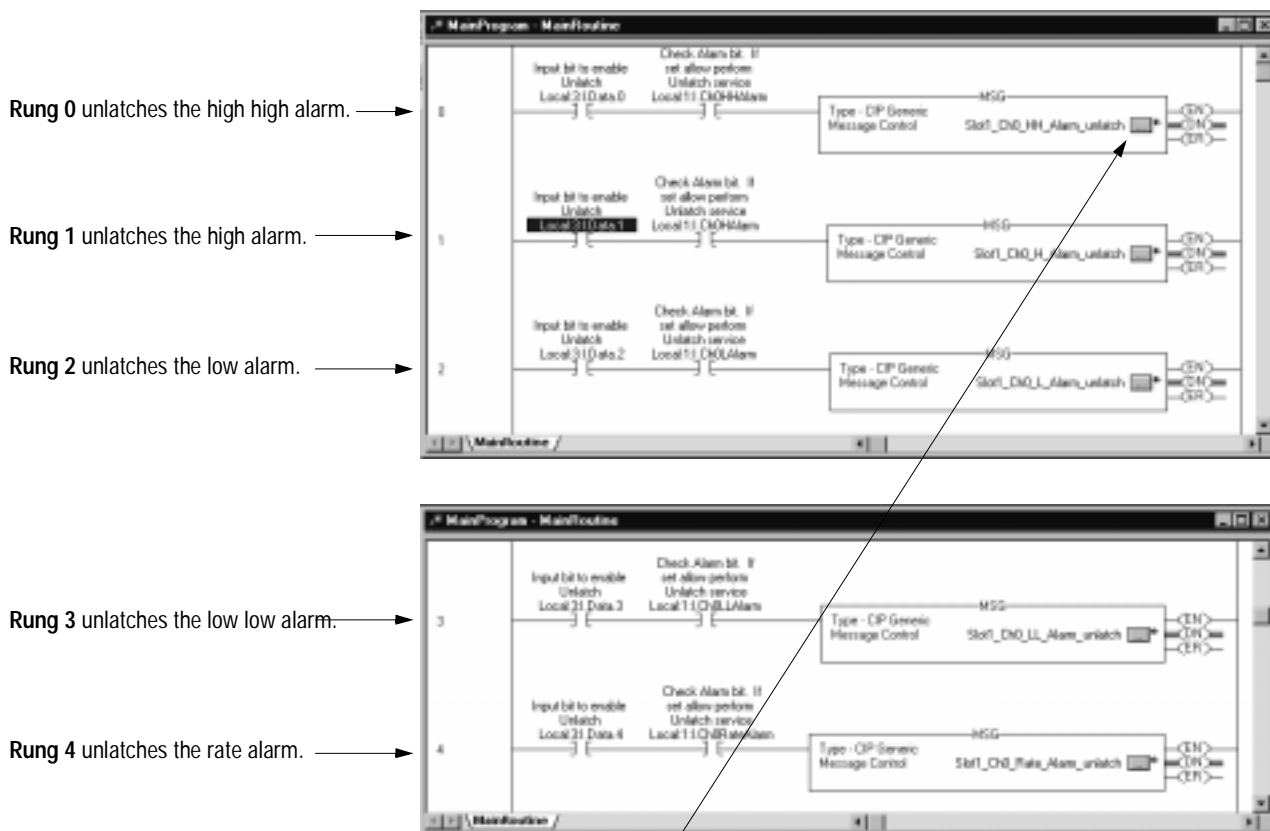 MainProgram - MainRoutine
Rung 0 unlatches the high high alarm.
0
Input bit to enable
Unlatch
Local:3:I.Data.0
Check Alarm bit. If
set allow perform
Unlatch service
Local:1:I.Ch0HHAlarm
MSG
Type - CIP Generic
Message Control
Slot1_Ch0_HH_Alarm_unlatch
...
EN
DN
ER
Rung 1 unlatches the high alarm.
1
Input bit to enable
Unlatch
Local:3:I.Data.1
Check Alarm bit. If
set allow perform
Unlatch service
Local:1:I.Ch0HAlarm
MSG
Type - CIP Generic
Message Control
Slot1_Ch0_H_Alarm_unlatch
...
EN
DN
ER
Rung 2 unlatches the low alarm.
2
Input bit to enable
Unlatch
Local:3:I.Data.2
Check Alarm bit. If
set allow perform
Unlatch service
Local:1:I.Ch0LAlarm
MSG
Type - CIP Generic
Message Control
Slot1_Ch0_L_Alarm_unlatch
...
EN
DN
ER
MainRoutine
MainProgram - MainRoutine
Rung 3 unlatches the low low alarm.
3
Input bit to enable
Unlatch
Local:3:I.Data.3
Check Alarm bit. If
set allow perform
Unlatch service
Local:1:I.Ch0LLAlarm
MSG
Type - CIP Generic
Message Control
Slot1_Ch0_LL_Alarm_unlatch
...
EN
DN
ER
Rung 4 unlatches the rate alarm.
4
Input bit to enable
Unlatch
Local:3:I.Data.4
Check Alarm bit. If
set allow perform
Unlatch service
Local:1:I.Ch0RateAlarm
MSG
Type - CIP Generic
Message Control
Slot1_Ch0_Rate_Alarm_unlatch
...
EN
DN
ER
MainRoutine